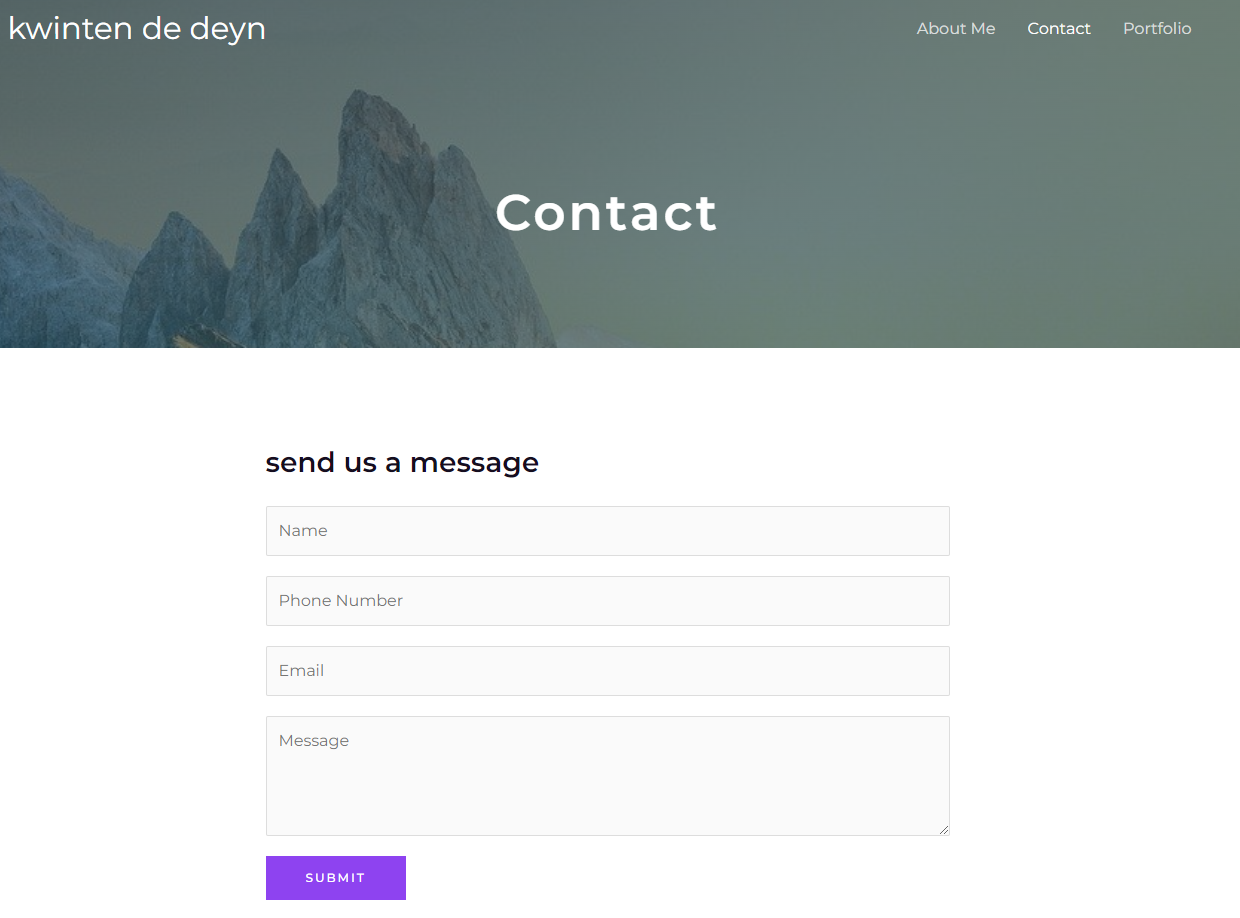 kwinten de deyn
About Me Contact Portfolio
Contact
send us a message
Name
Phone Number
Email
Message
SUBMIT